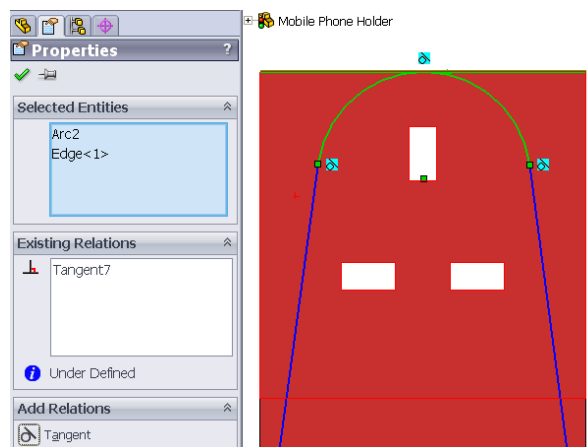 Mobile Phone Holder
Properties
?
Selected Entities
Arc2
Edge<1>
Existing Relations
Tangent7
Under Defined
Add Relations
Tangent